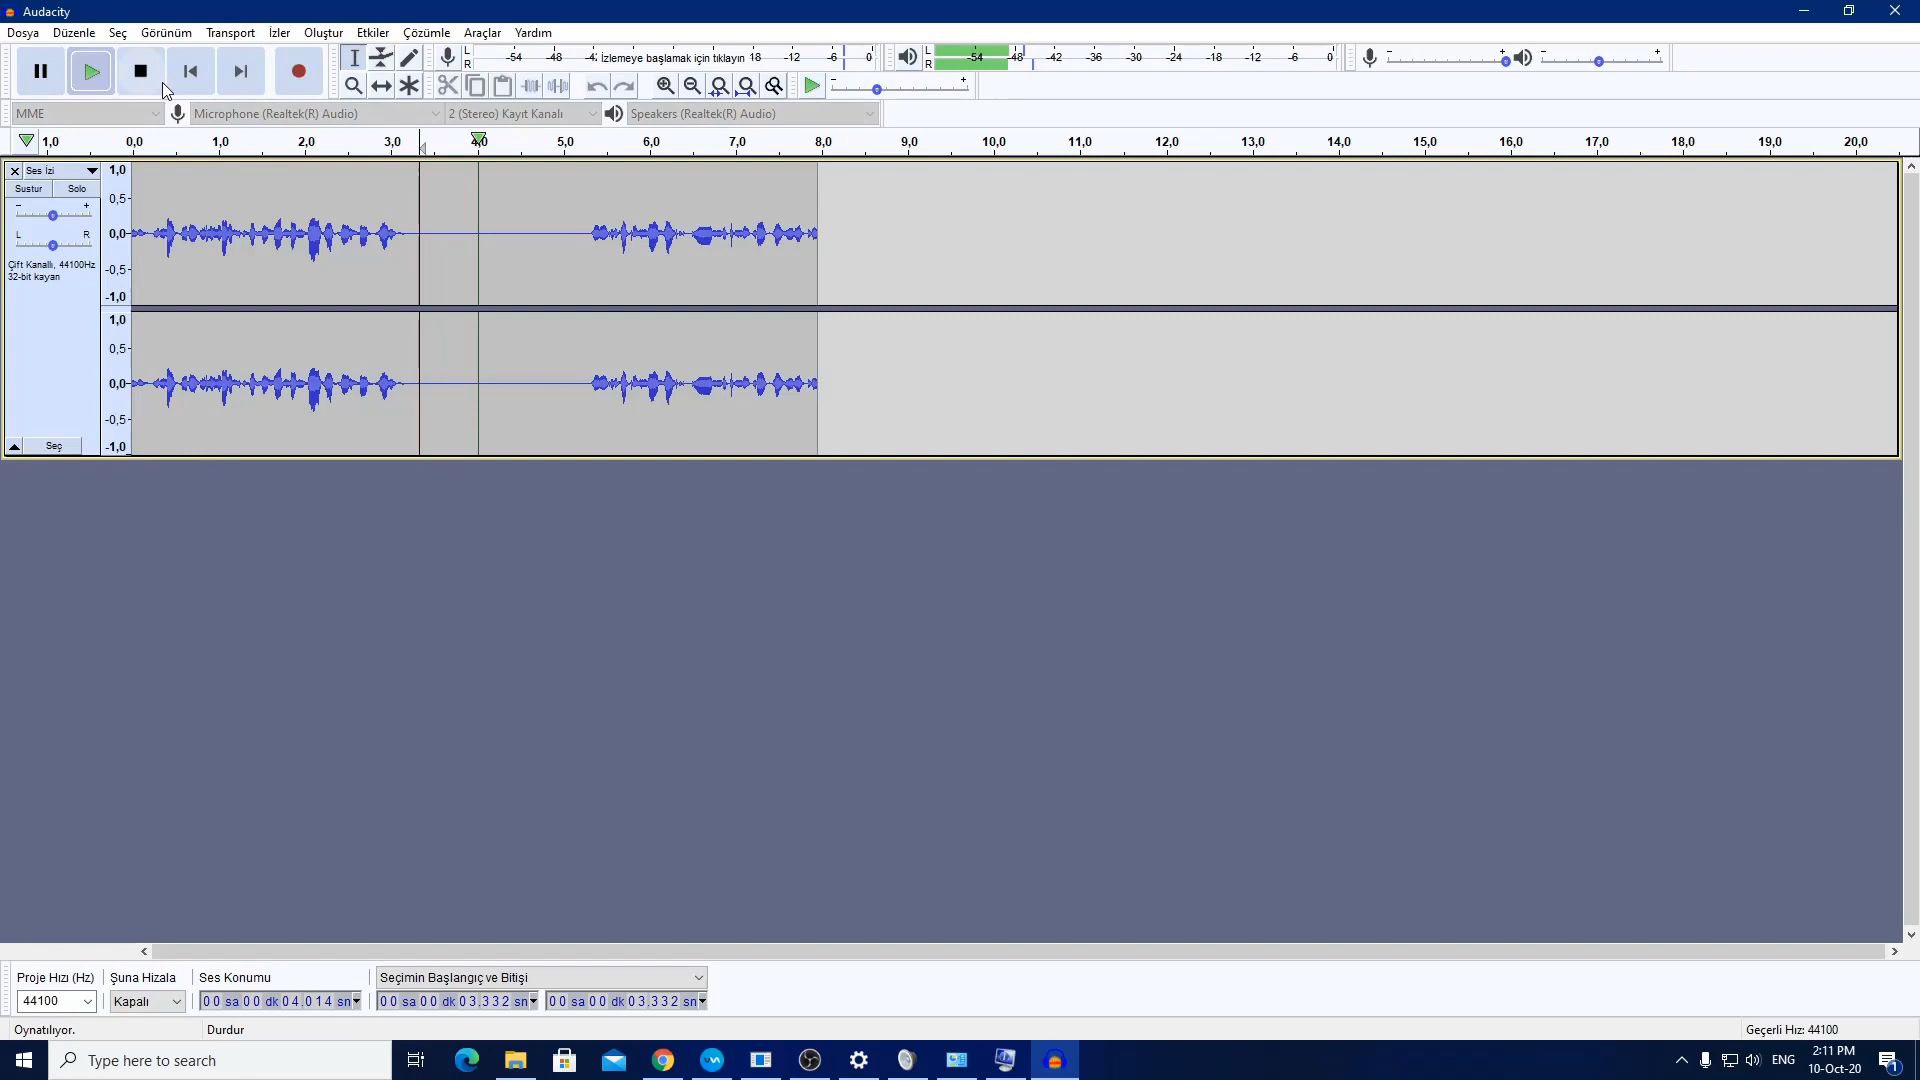 Audacity
Dosya Düzenle Seç Görünüm Transport İzler Oluştur Etkiler Çözümle Araçlar Yardım
L R -54 -48 -42 İzlemeye başlamak için tıklayın 18 -12 -6 0
L R -54 -48 -42 -36 -30 -24 -18 -12 -6 0
MME Microphone (Realtek(R) Audio) 2 (Stereo) Kayıt Kanalı Speakers (Realtek(R) Audio)
1,0 0,0 1,0 2,0 3,0 4,0 5,0 6,0 7,0 8,0 9,0 10,0 11,0 12,0 13,0 14,0 15,0 16,0 17,0 18,0 19,0 20,0
Ses İzi
Sustur Solo
L R
Çift Kanallı, 44100Hz
32-bit kayan
Seç
1,0
0,5
0,0
-0,5
-1,0
1,0
0,5
0,0
-0,5
-1,0
Proje Hızı (Hz) Şuna Hizala Ses Konumu Seçimin Başlangıç ve Bitişi
44100 Kapalı 00 sa 00 dk 04.014 sn 00 sa 00 dk 03.332 sn 00 sa 00 dk 03.332 sn
Oynatılıyor. Durdur Geçerli Hız: 44100
Type here to search ENG 2:11 PM
10-Oct-20
1